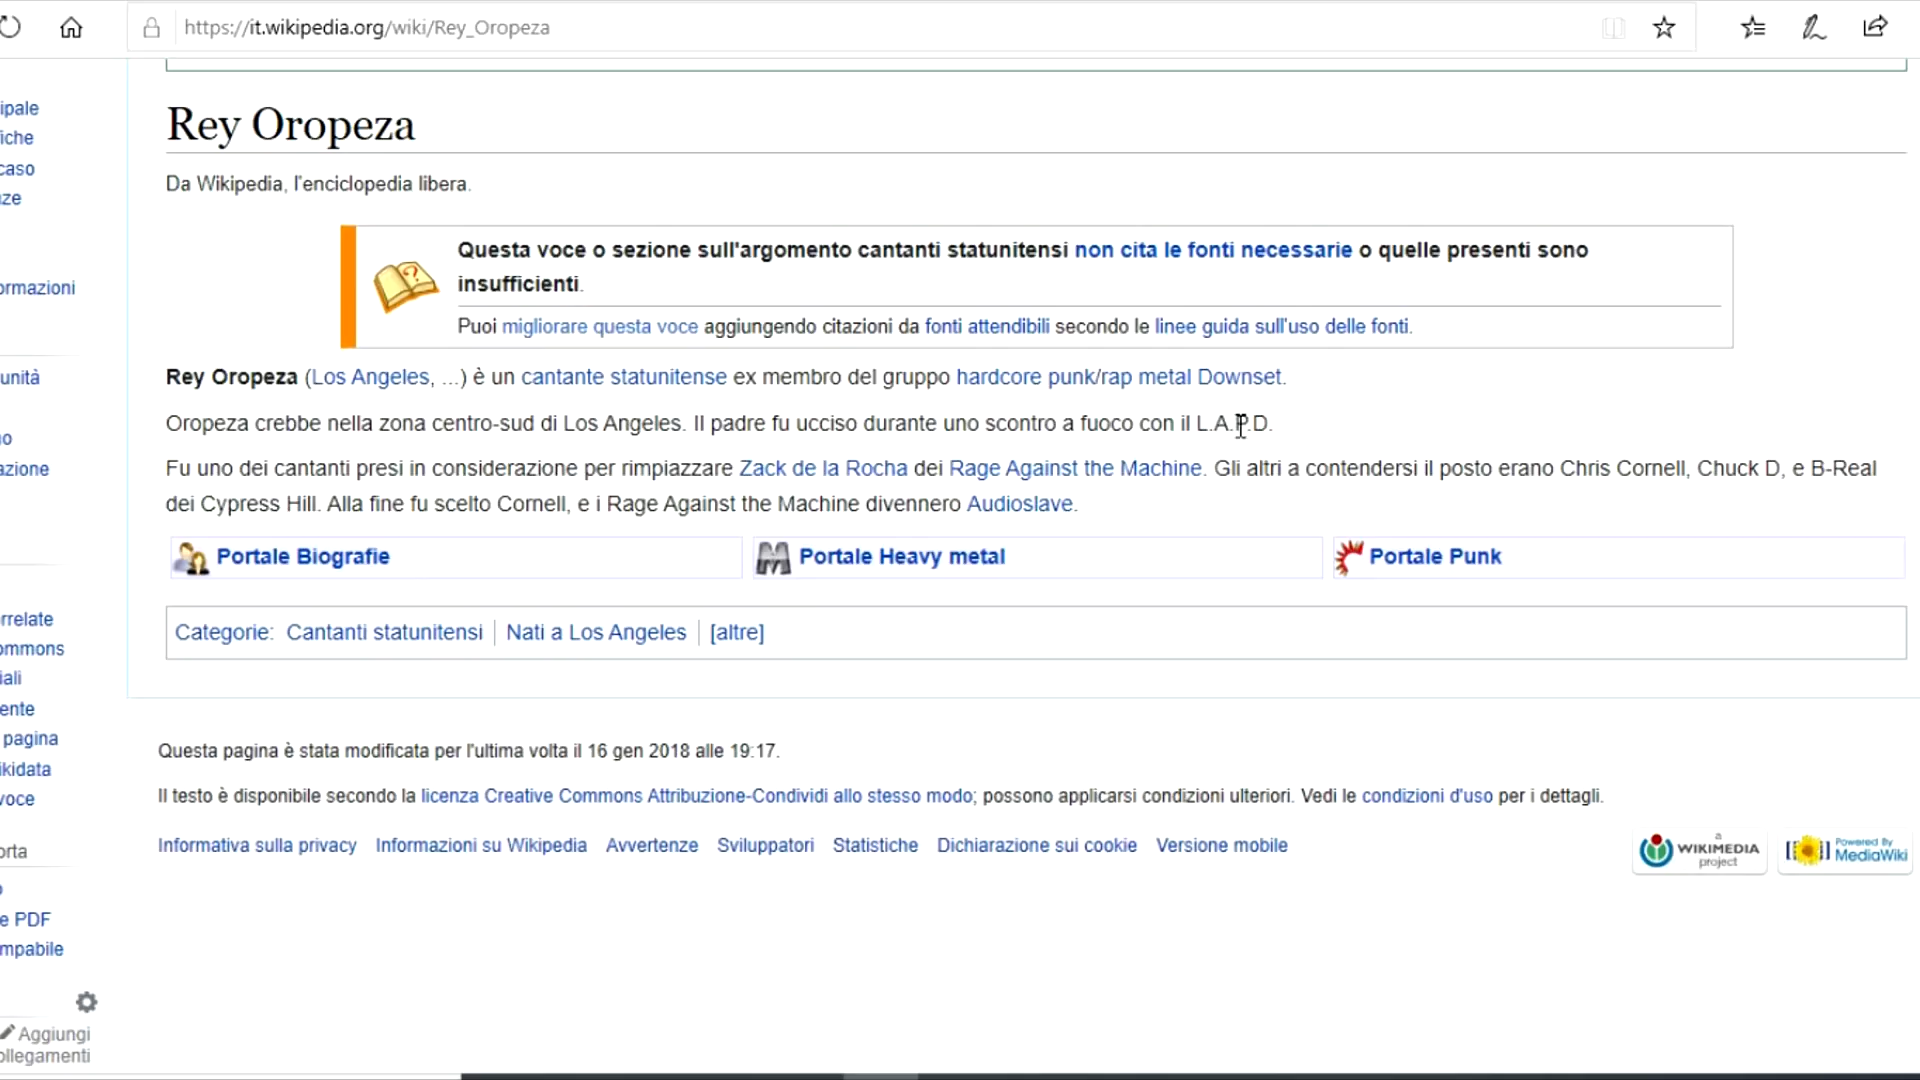 https://it.wikipedia.org/wiki/Rey_Oropeza
ipale
iche
caso
ze
ormazioni
unità
o
azione
rrelate
ommons
iali
ente
pagina
ikidata
voce
orta
o
e PDF
mpabile
Aggiungi
ollegamenti
Rey Oropeza
Da Wikipedia, l'enciclopedia libera.
Questa voce o sezione sull'argomento cantanti statunitensi non cita le fonti necessarie o quelle presenti sono
insufficienti.
Puoi migliorare questa voce aggiungendo citazioni da fonti attendibili secondo le linee guida sull'uso delle fonti.
Rey Oropeza (Los Angeles, ...) è un cantante statunitense ex membro del gruppo hardcore punk/rap metal Downset.
Oropeza crebbe nella zona centro-sud di Los Angeles. Il padre fu ucciso durante uno scontro a fuoco con il L.A.P.D.
Fu uno dei cantanti presi in considerazione per rimpiazzare Zack de la Rocha dei Rage Against the Machine. Gli altri a contendersi il posto erano Chris Cornell, Chuck D, e B-Real
dei Cypress Hill. Alla fine fu scelto Cornell, e i Rage Against the Machine divennero Audioslave.
Portale Biografie
Portale Heavy metal
Portale Punk
Categorie: Cantanti statunitensi | Nati a Los Angeles | [altre]
Questa pagina è stata modificata per l'ultima volta il 16 gen 2018 alle 19:17.
Il testo è disponibile secondo la licenza Creative Commons Attribuzione-Condividi allo stesso modo; possono applicarsi condizioni ulteriori. Vedi le condizioni d'uso per i dettagli.
Informativa sulla privacy Informazioni su Wikipedia Avvertenze Sviluppatori Statistiche Dichiarazione sui cookie Versione mobile
a
WIKIMEDIA
project
Powered By
MediaWiki